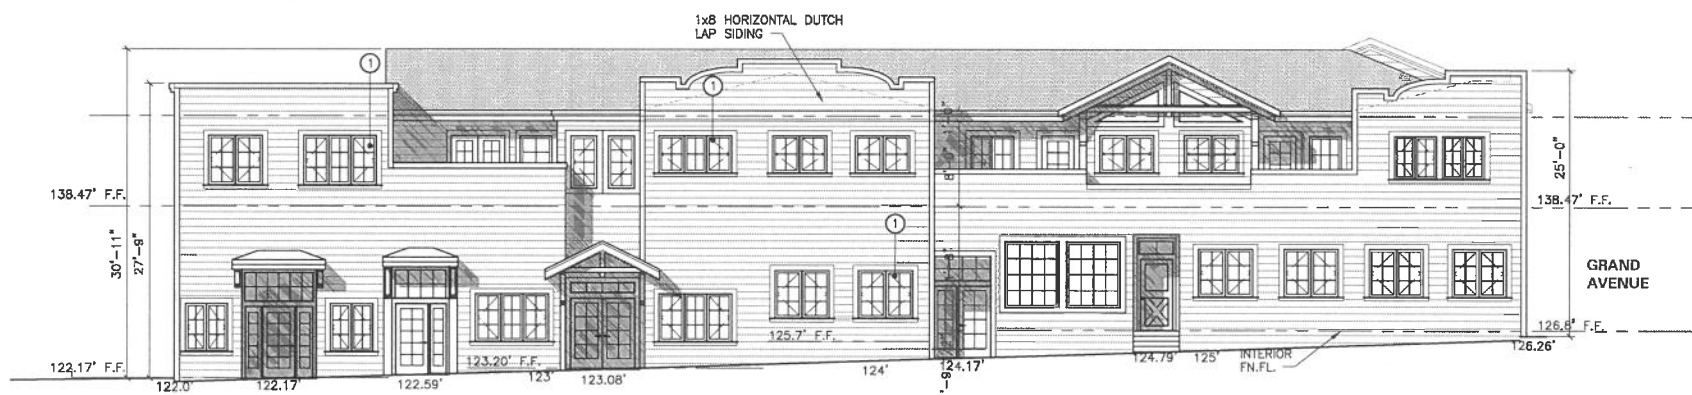 1x8 HORIZONTAL DUTCH
LAP SIDING
1
1
1
138.47' F.F.
30'-11"
27'-9"
122.17' F.F.
122.0'
122.17'
122.59'
123.20' F.F.
123'
123.08'
125.7' F.F.
124'
124.17'
124.79'
125'
INTERIOR
FN.FL.
126.26'
126.8' F.F.
138.47' F.F.
25'-0"
GRAND
AVENUE